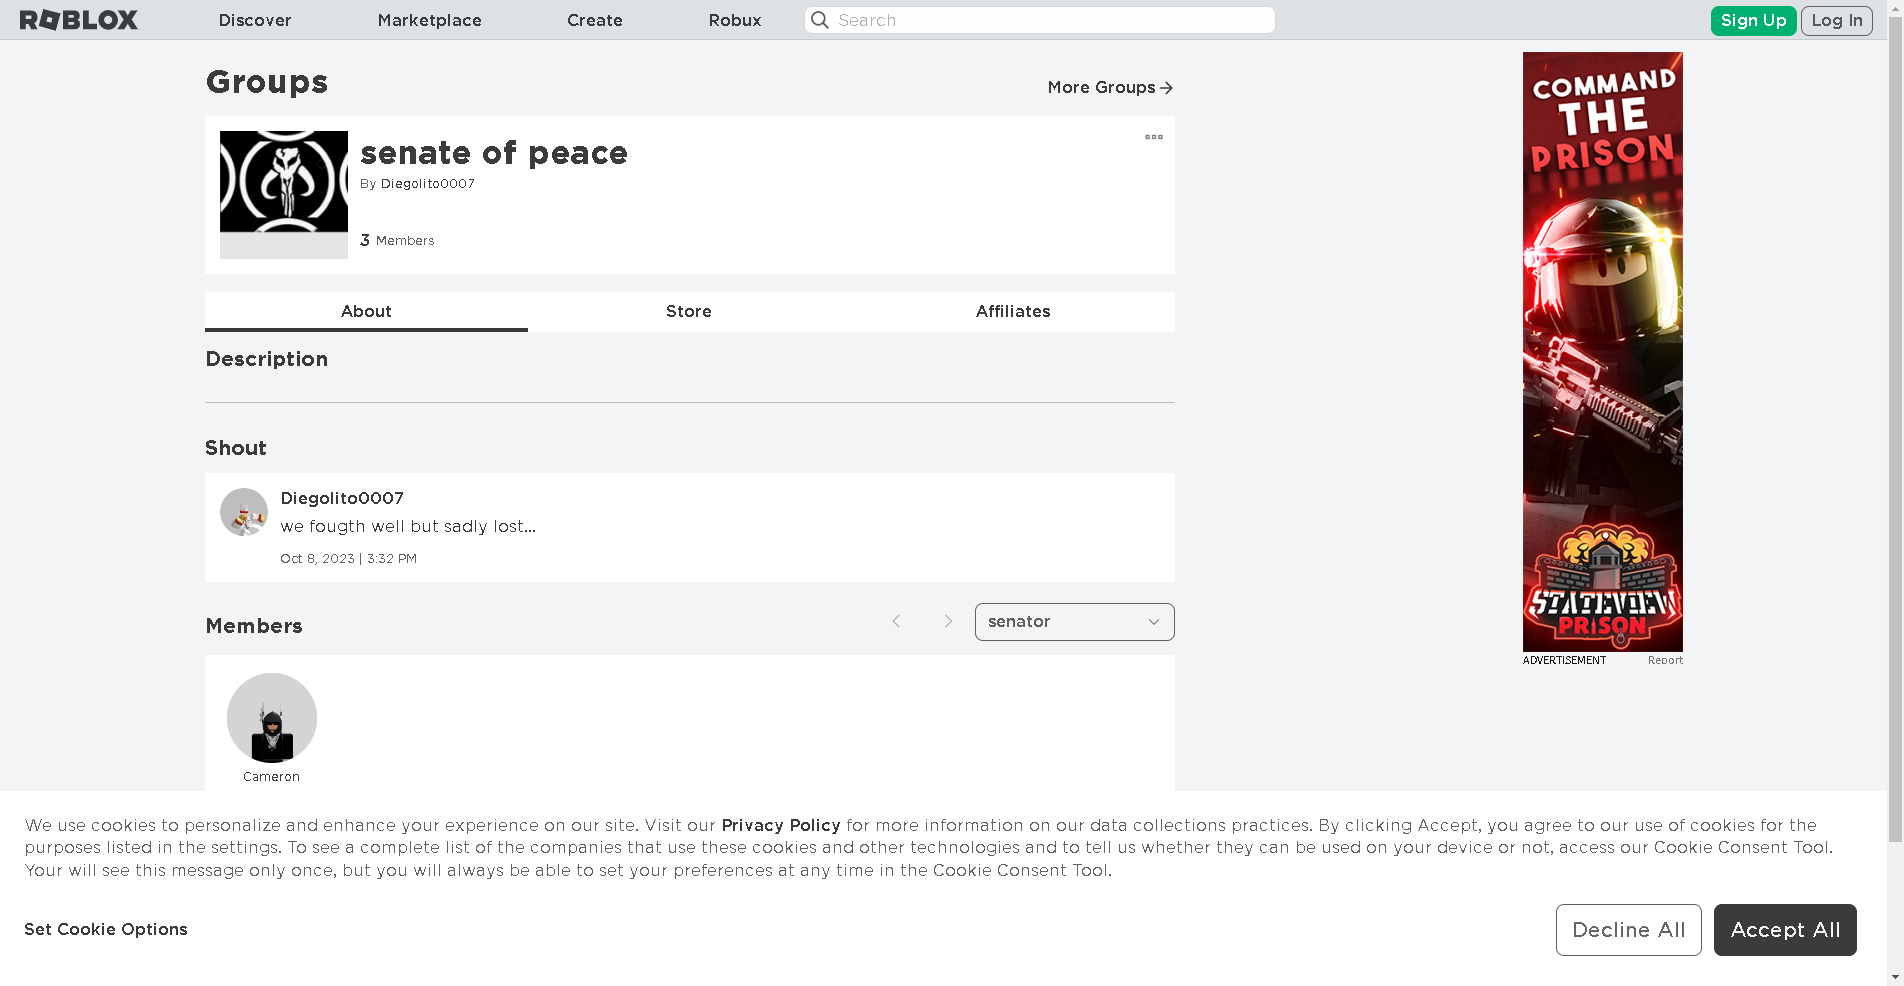 ROBLOX Discover Marketplace Create Robux Search Sign Up Log In
Groups
More Groups
senate of peace
By Diegolito0007
3 Members
About Store Affiliates
Description
Shout
Diegolito0007
we fougth well but sadly lost...
Oct 8, 2023 | 3:32 PM
Members
senator
Cameron
COMMAND
THE
PRISON
PRISON
ADVERTISEMENT Report
We use cookies to personalize and enhance your experience on our site. Visit our Privacy Policy for more information on our data collections practices. By clicking Accept, you agree to our use of cookies for the
purposes listed in the settings. To see a complete list of the companies that use these cookies and other technologies and to tell us whether they can be used on your device or not, access our Cookie Consent Tool.
Your will see this message only once, but you will always be able to set your preferences at any time in the Cookie Consent Tool.
Set Cookie Options
Decline All
Accept All